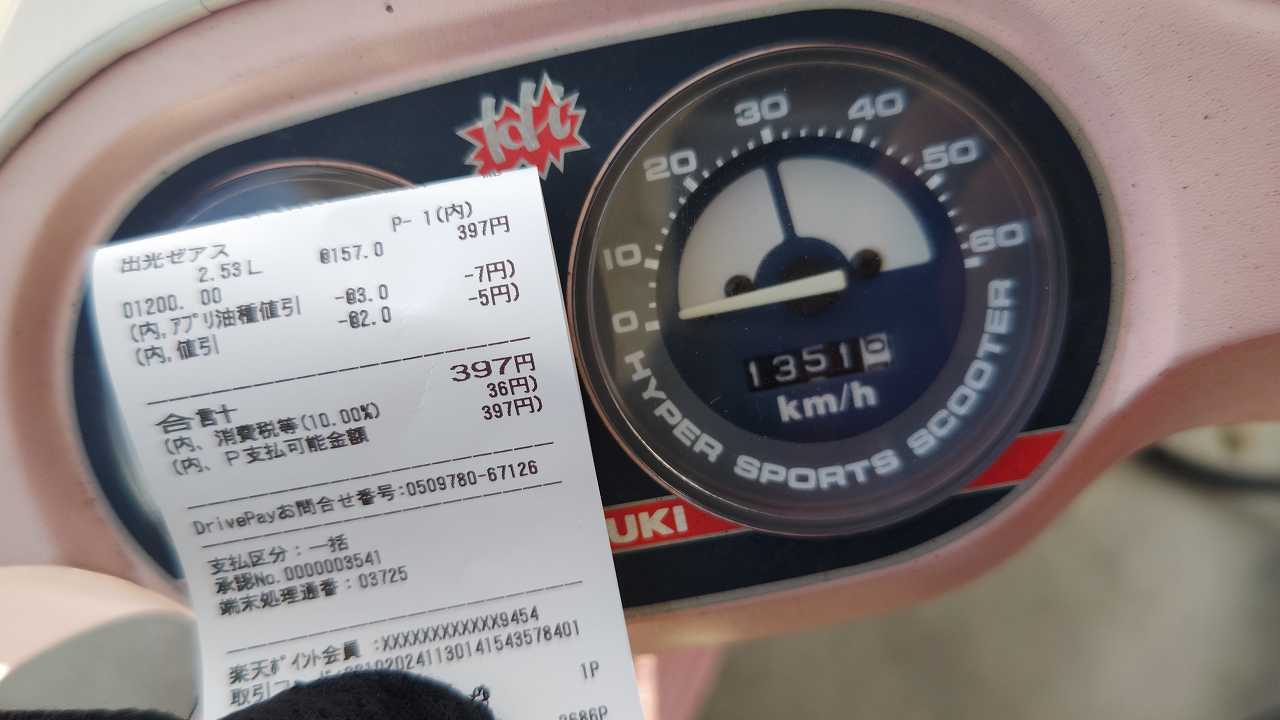 P- 1(内)
出光ゼアス 397円
2.53L @157.0
01200. 00
(内,アプリ油種値引 -@3.0 -7円)
(内,値引 -@2.0 -5円)
合計 397円
(内、消費税等(10.00%) 36円)
(内、P支払可能金額 397円)
DrivePayお問合せ番号:0509780-67126
支払区分:一括
承認No.0000003541
端末処理通番:03725
楽天ポイント会員 :XXXXXXXXXXXX9454
1P
0
10
20
30
40
50
60
1351
km/h
HYPER SPORTS SCOOTER
UKI